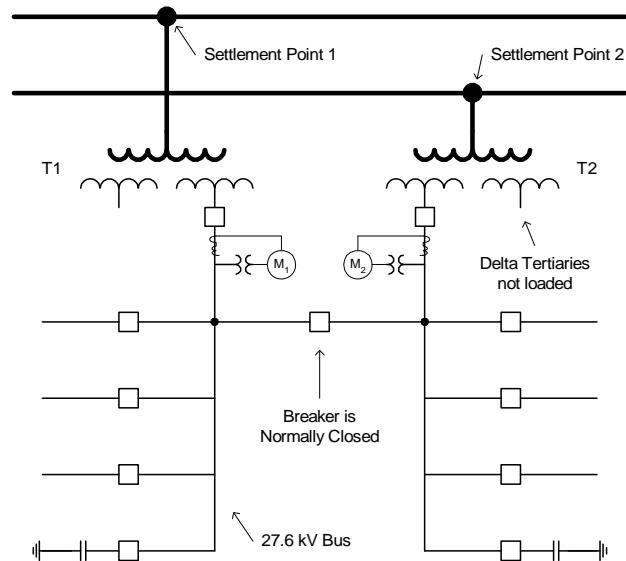 Settlement Point 1
Settlement Point 2
T1
T2
M1
M2
Delta Tertiaries
not loaded
Breaker is
Normally Closed
27.6 kV Bus